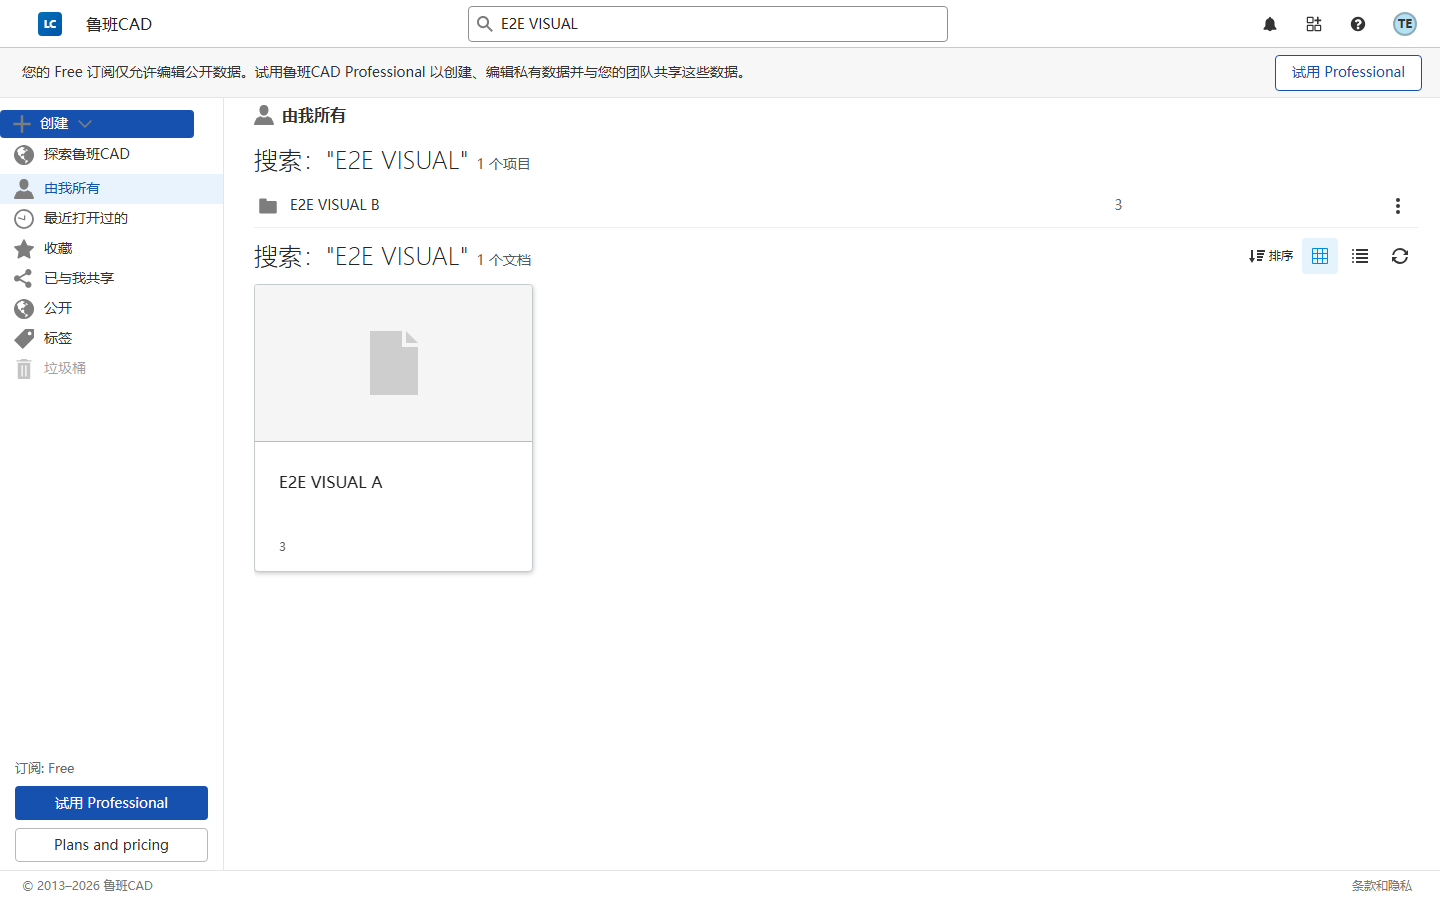 LC 鲁班CAD
E2E VISUAL
TE
您的 Free 订阅仅允许编辑公开数据。试用鲁班CAD Professional 以创建、编辑私有数据并与您的团队共享这些数据。
试用 Professional
创建
探索鲁班CAD
由我所有
最近打开过的
收藏
已与我共享
公开
标签
垃圾桶
订阅: Free
试用 Professional
Plans and pricing
由我所有
搜索："E2E VISUAL" 1 个项目
E2E VISUAL B 3
搜索："E2E VISUAL" 1 个文档
排序
E2E VISUAL A
3
© 2013–2026 鲁班CAD
条款和隐私